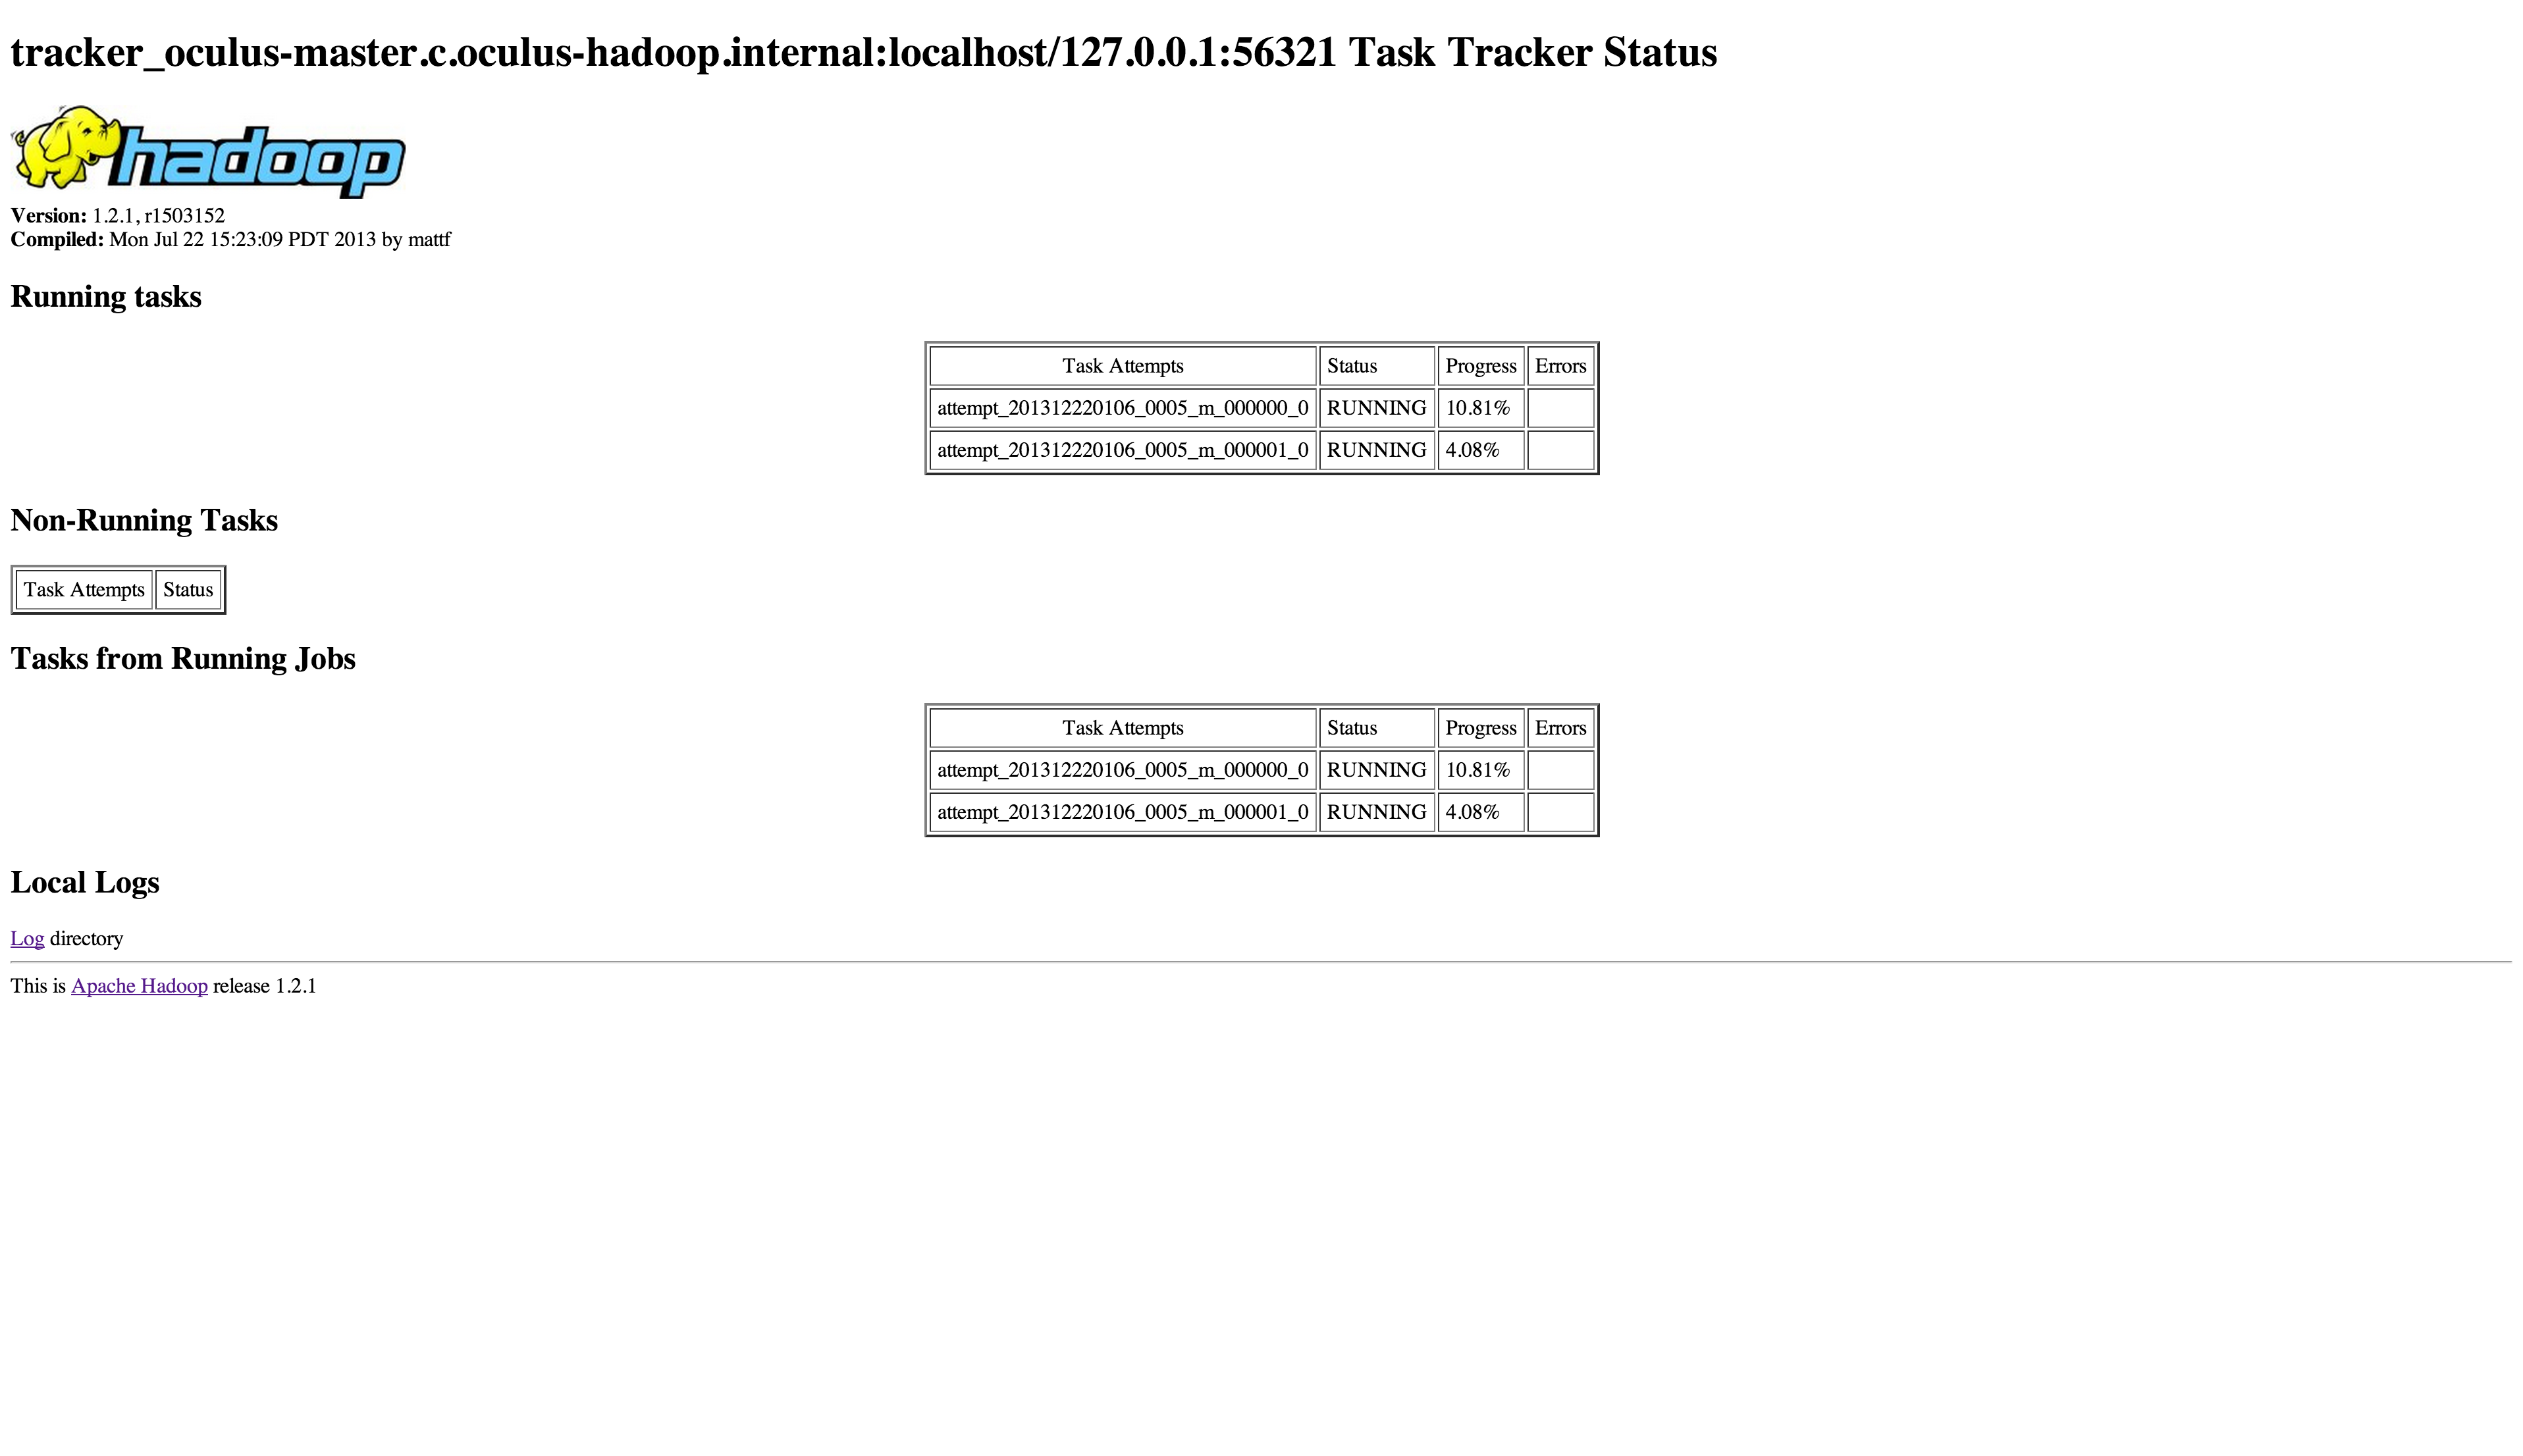 tracker_oculus-master.c.oculus-hadoop.internal:localhost/127.0.0.1:56321 Task Tracker Status
hadoop
Version: 1.2.1, r1503152
Compiled: Mon Jul 22 15:23:09 PDT 2013 by mattf
Running tasks
Task Attempts Status Progress Errors
attempt_201312220106_0005_m_000000_0 RUNNING 10.81%
attempt_201312220106_0005_m_000001_0 RUNNING 4.08%
Non-Running Tasks
Task Attempts Status
Tasks from Running Jobs
Task Attempts Status Progress Errors
attempt_201312220106_0005_m_000000_0 RUNNING 10.81%
attempt_201312220106_0005_m_000001_0 RUNNING 4.08%
Local Logs
Log directory
This is Apache Hadoop release 1.2.1